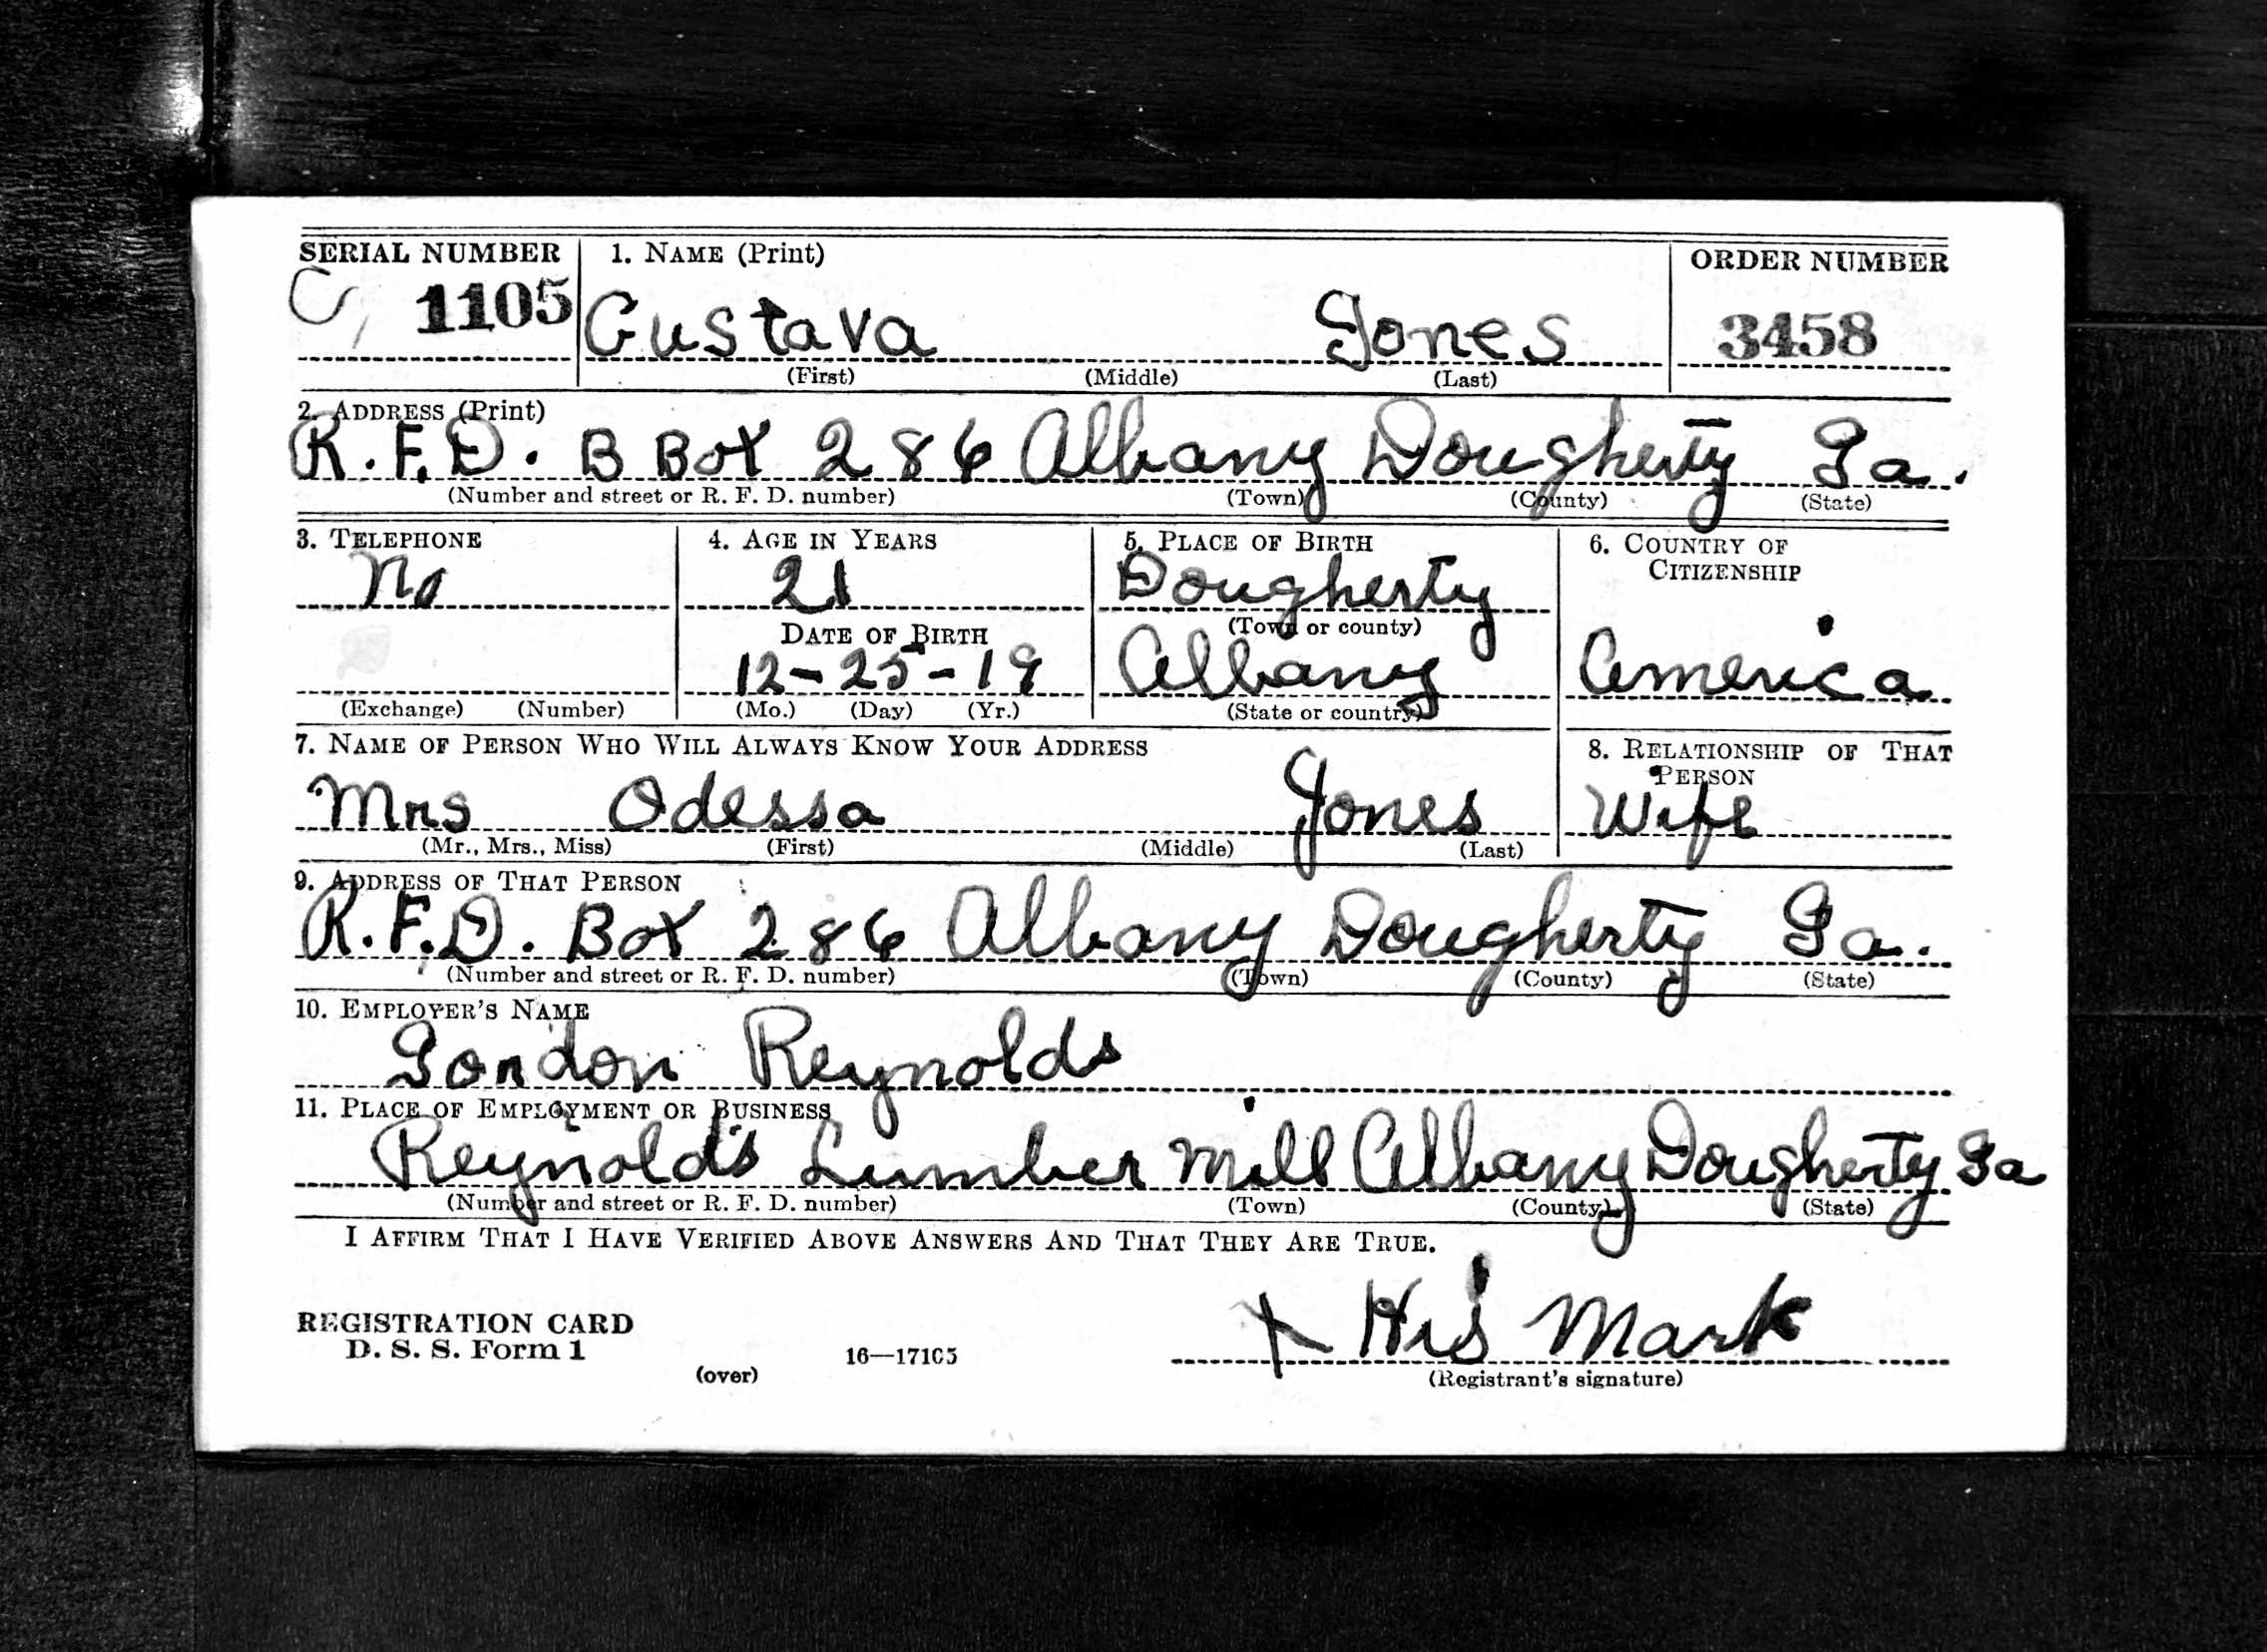 SERIAL NUMBER 1. NAME (Print) ORDER NUMBER
1105 Gustava Jones 3458
(First) (Middle) (Last)
2. ADDRESS (Print)
R.F.D. B Box 286 Albany Dougherty Ga.
(Number and street or R. F. D. number) (Town) (County) (State)
3. TELEPHONE 4. AGE IN YEARS 5. PLACE OF BIRTH 6. COUNTRY OF CITIZENSHIP
No 21 Dougherty
DATE OF BIRTH (Town or county)
12-25-19 Albany America
(Exchange) (Number) (Mo.) (Day) (Yr.) (State or country)
7. NAME OF PERSON WHO WILL ALWAYS KNOW YOUR ADDRESS 8. RELATIONSHIP OF THAT PERSON
Mrs Odessa Jones Wife
(Mr., Mrs., Miss) (First) (Middle) (Last)
9. ADDRESS OF THAT PERSON
R.F.D. Box 286 Albany Dougherty Ga.
(Number and street or R. F. D. number) (Town) (County) (State)
10. EMPLOYER'S NAME
Gordon Reynolds
11. PLACE OF EMPLOYMENT OR BUSINESS
Reynold's Lumber Mill Albany Dougherty Ga
(Number and street or R. F. D. number) (Town) (County) (State)
I AFFIRM THAT I HAVE VERIFIED ABOVE ANSWERS AND THAT THEY ARE TRUE.
X His Mark
REGISTRATION CARD
D. S. S. Form 1 16—17105
(over) (Registrant's signature)